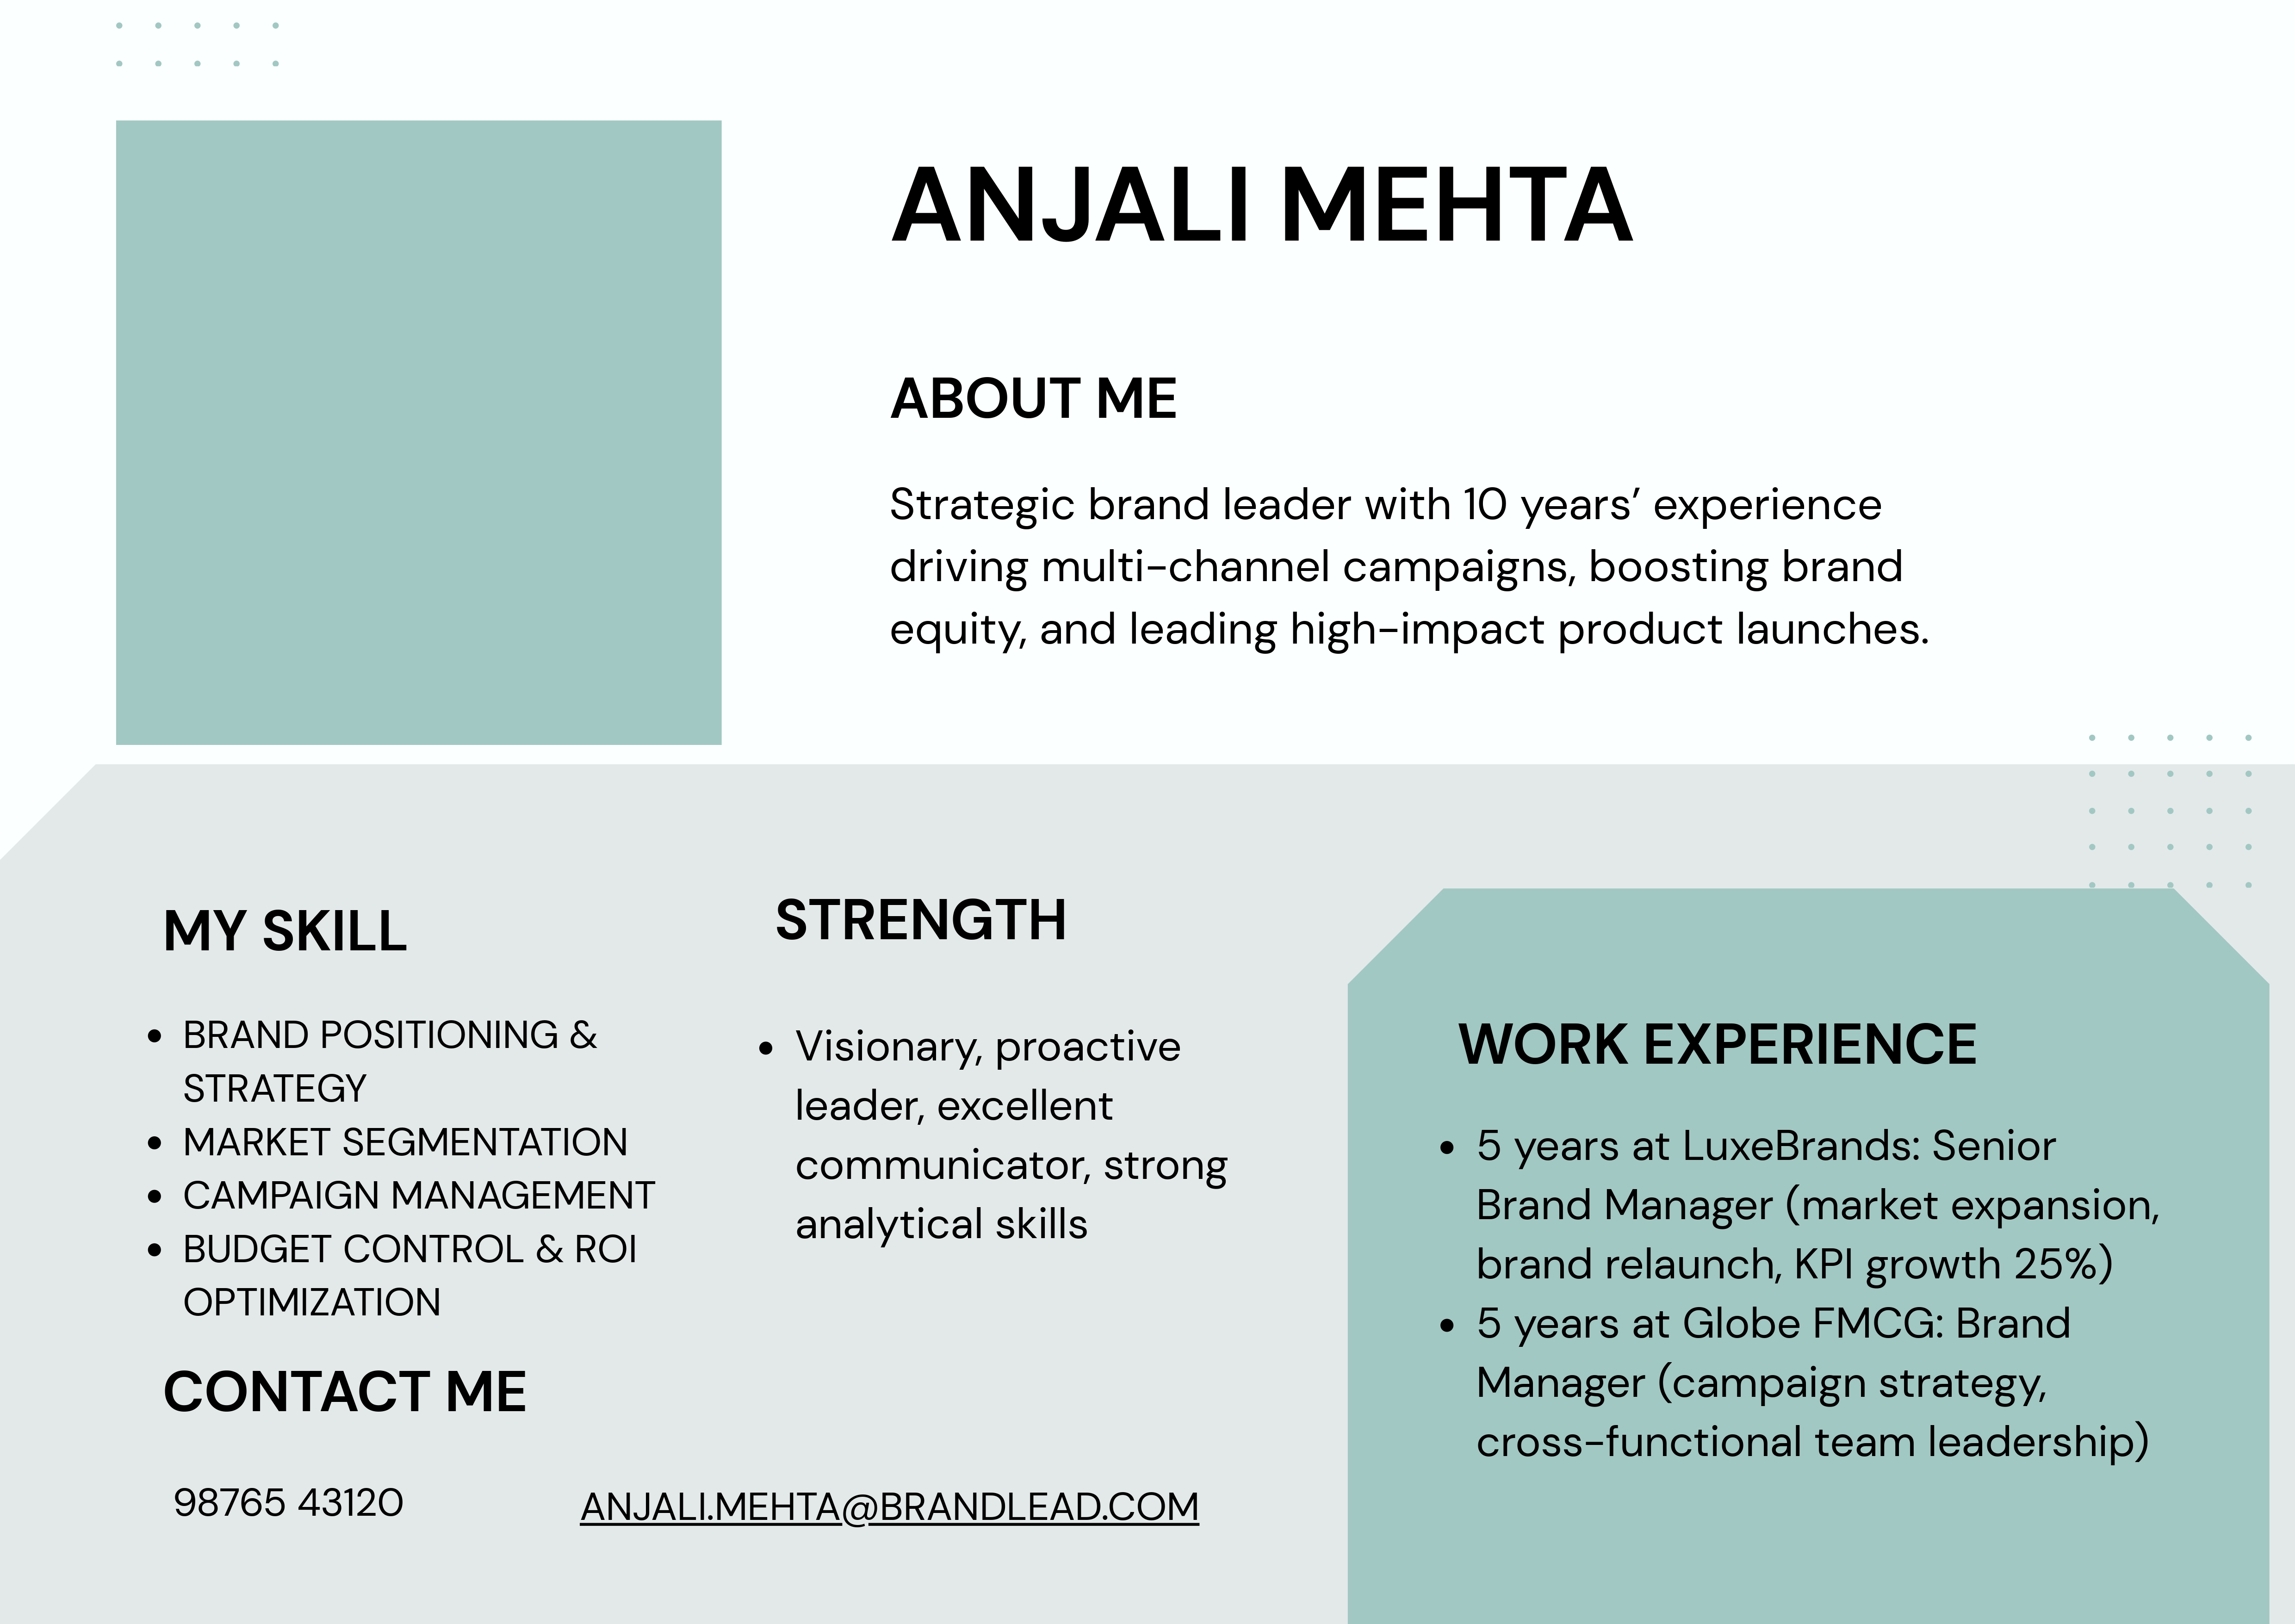 ANJALI MEHTA
ABOUT ME
Strategic brand leader with 10 years’ experience
driving multi-channel campaigns, boosting brand
equity, and leading high-impact product launches.
MY SKILL
• BRAND POSITIONING &
STRATEGY
• MARKET SEGMENTATION
• CAMPAIGN MANAGEMENT
• BUDGET CONTROL & ROI
OPTIMIZATION
STRENGTH
• Visionary, proactive
leader, excellent
communicator, strong
analytical skills
WORK EXPERIENCE
• 5 years at LuxeBrands: Senior
Brand Manager (market expansion,
brand relaunch, KPI growth 25%)
• 5 years at Globe FMCG: Brand
Manager (campaign strategy,
cross-functional team leadership)
CONTACT ME
98765 43120
ANJALI.MEHTA@BRANDLEAD.COM